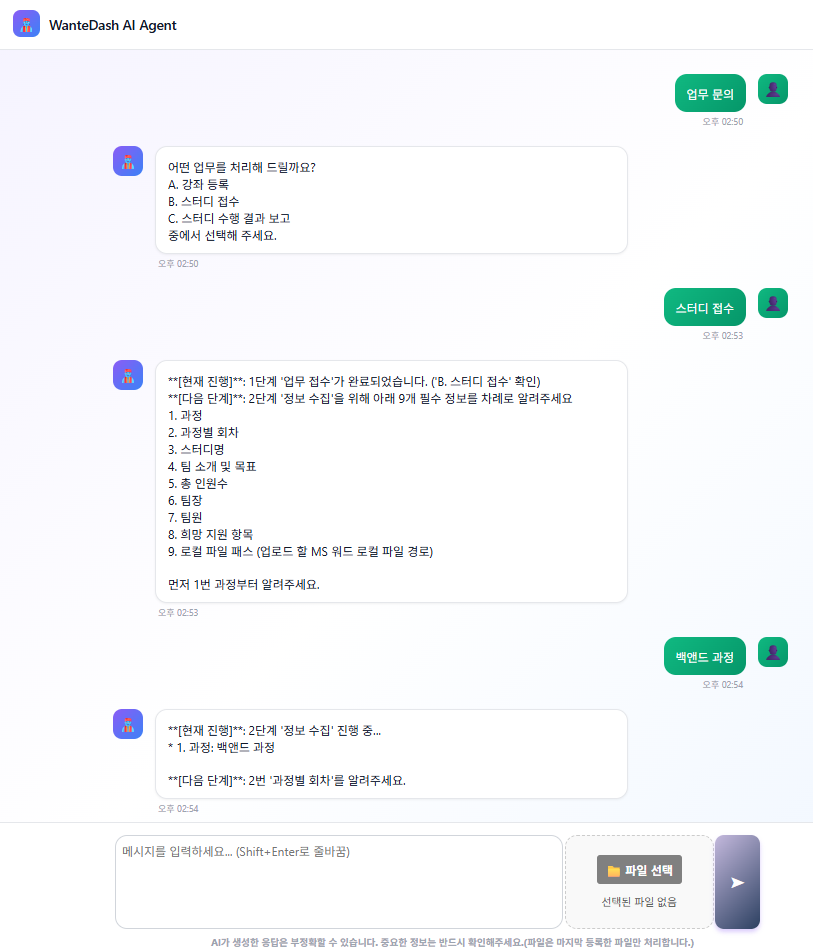 WanteDash AI Agent
업무 문의
오후 02:50
어떤 업무를 처리해 드릴까요?
A. 강좌 등록
B. 스터디 접수
C. 스터디 수행 결과 보고
중에서 선택해 주세요.
오후 02:50
스터디 접수
오후 02:53
**[현재 진행]**: 1단계 '업무 접수'가 완료되었습니다. ('B. 스터디 접수' 확인)
**[다음 단계]**: 2단계 '정보 수집'을 위해 아래 9개 필수 정보를 차례로 알려주세요
1. 과정
2. 과정별 회차
3. 스터디명
4. 팀 소개 및 목표
5. 총 인원수
6. 팀장
7. 팀원
8. 희망 지원 항목
9. 로컬 파일 패스 (업로드 할 MS 워드 로컬 파일 경로)
먼저 1번 과정부터 알려주세요.
오후 02:53
백앤드 과정
오후 02:54
**[현재 진행]**: 2단계 '정보 수집' 진행 중...
* 1. 과정: 백앤드 과정
**[다음 단계]**: 2번 '과정별 회차'를 알려주세요.
오후 02:54
메시지를 입력하세요... (Shift+Enter로 줄바꿈)
파일 선택
선택된 파일 없음
AI가 생성한 응답은 부정확할 수 있습니다. 중요한 정보는 반드시 확인해주세요.(파일은 마지막 등록한 파일만 처리합니다.)